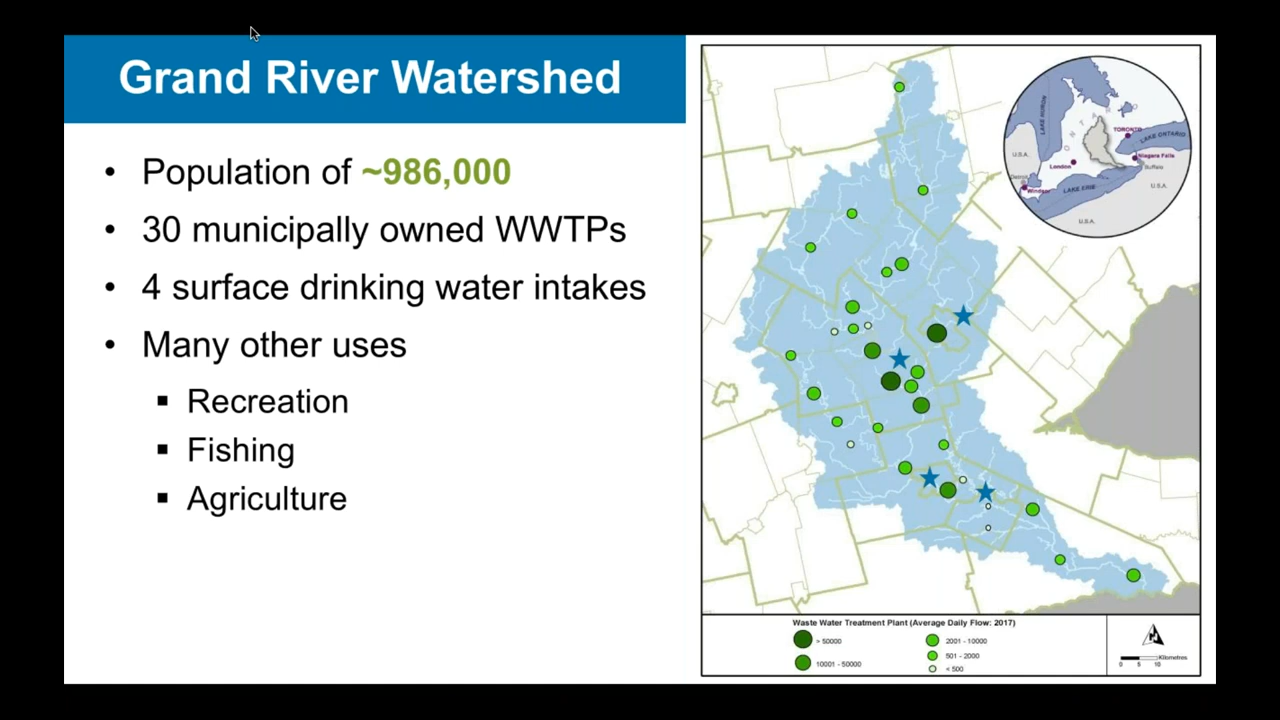 Grand River Watershed
• Population of ~986,000
• 30 municipally owned WWTPs
• 4 surface drinking water intakes
• Many other uses
▪ Recreation
▪ Fishing
▪ Agriculture
LAKE HURON
TORONTO
LAKE ONTARIO
U.S.A.
London
Niagara Falls
Buffalo
Detroit
Windsor
LAKE ERIE
U.S.A.
U.S.A.
Waste Water Treatment Plant (Average Daily Flow: 2017)
> 50000
2001 - 10000
501 - 2000
10001 - 50000
< 500
Kilometres
0 5 10